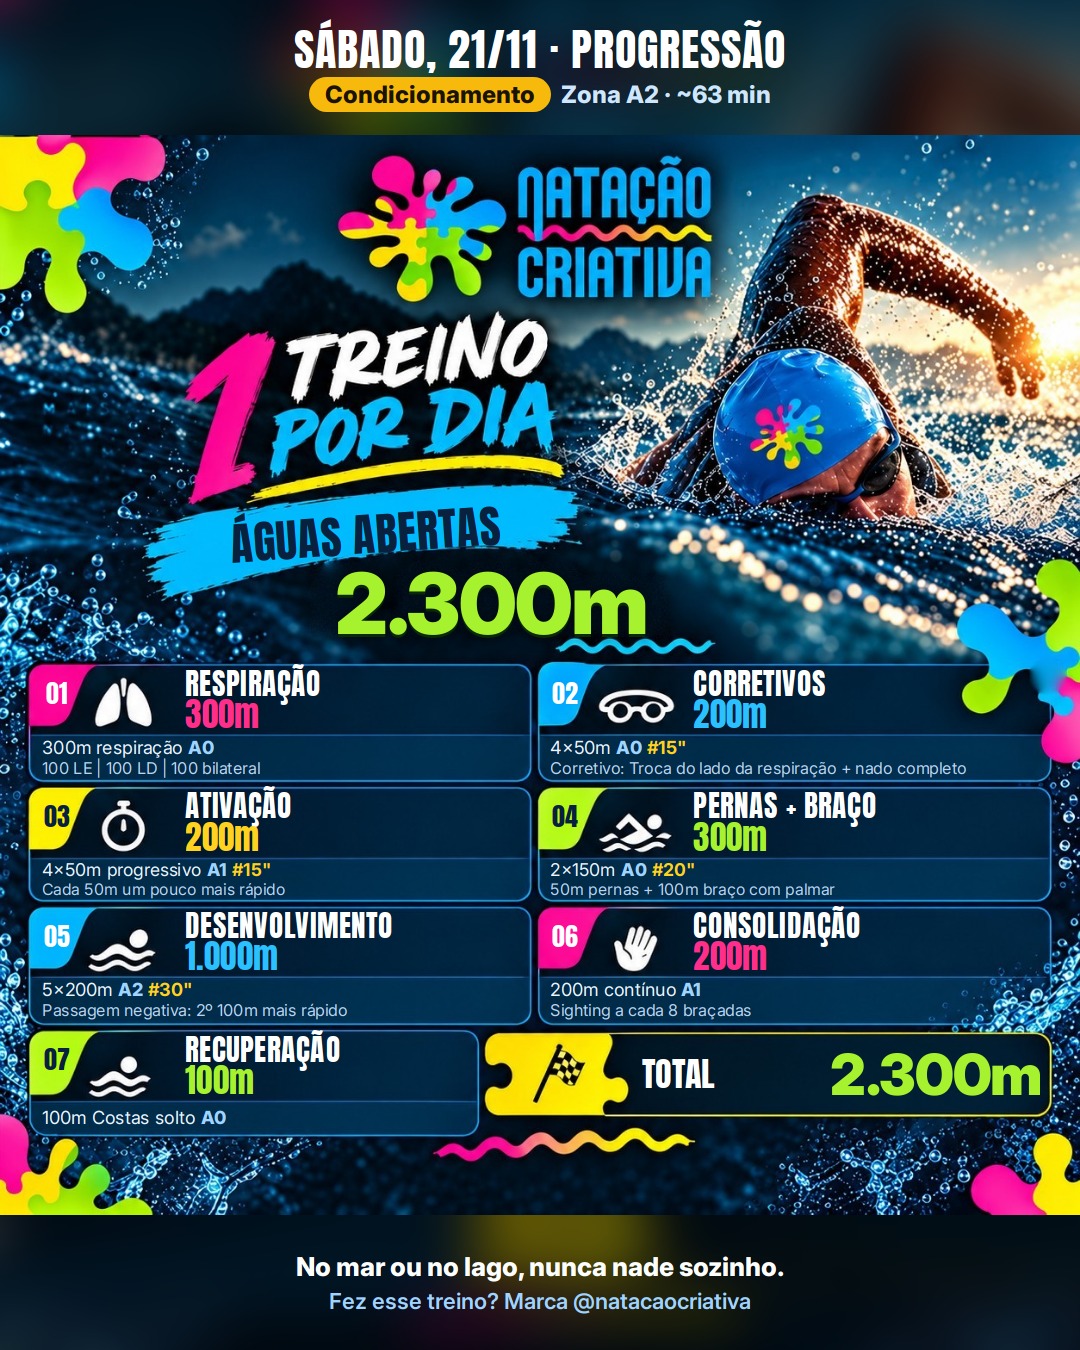 SÁBADO, 21/11 · PROGRESSÃO
Condicionamento Zona A2 · ~63 min
NATAÇÃO
CRIATIVA
1 TREINO
POR DIA
ÁGUAS ABERTAS
2.300m
01 RESPIRAÇÃO
300m
300m respiração A0
100 LE | 100 LD | 100 bilateral
02 CORRETIVOS
200m
4×50m A0 #15"
Corretivo: Troca do lado da respiração + nado completo
03 ATIVAÇÃO
200m
4×50m progressivo A1 #15"
Cada 50m um pouco mais rápido
04 PERNAS + BRAÇO
300m
2×150m A0 #20"
50m pernas + 100m braço com palmar
05 DESENVOLVIMENTO
1.000m
5×200m A2 #30"
Passagem negativa: 2º 100m mais rápido
06 CONSOLIDAÇÃO
200m
200m contínuo A1
Sighting a cada 8 braçadas
07 RECUPERAÇÃO
100m
100m Costas solto A0
TOTAL 2.300m
No mar ou no lago, nunca nade sozinho.
Fez esse treino? Marca @natacaocriativa